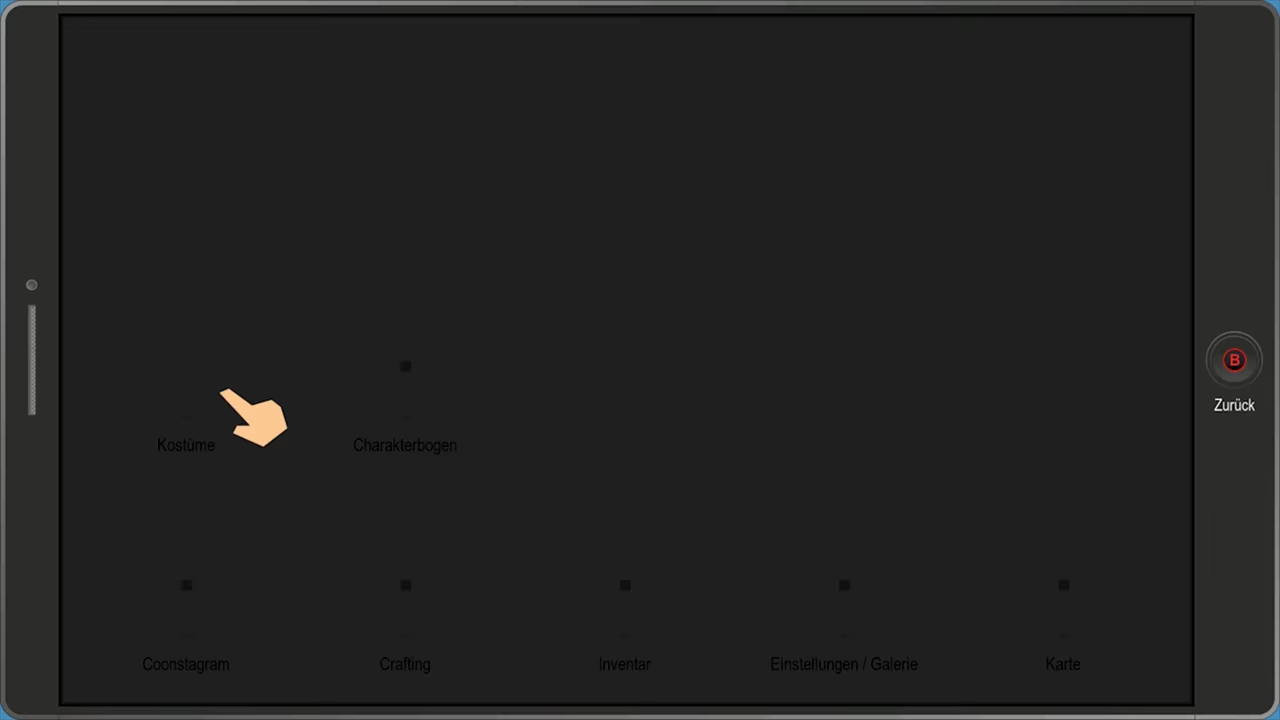 B
Zurück
Kostüme
Charakterbogen
Coonstagram
Crafting
Inventar
Einstellungen / Galerie
Karte